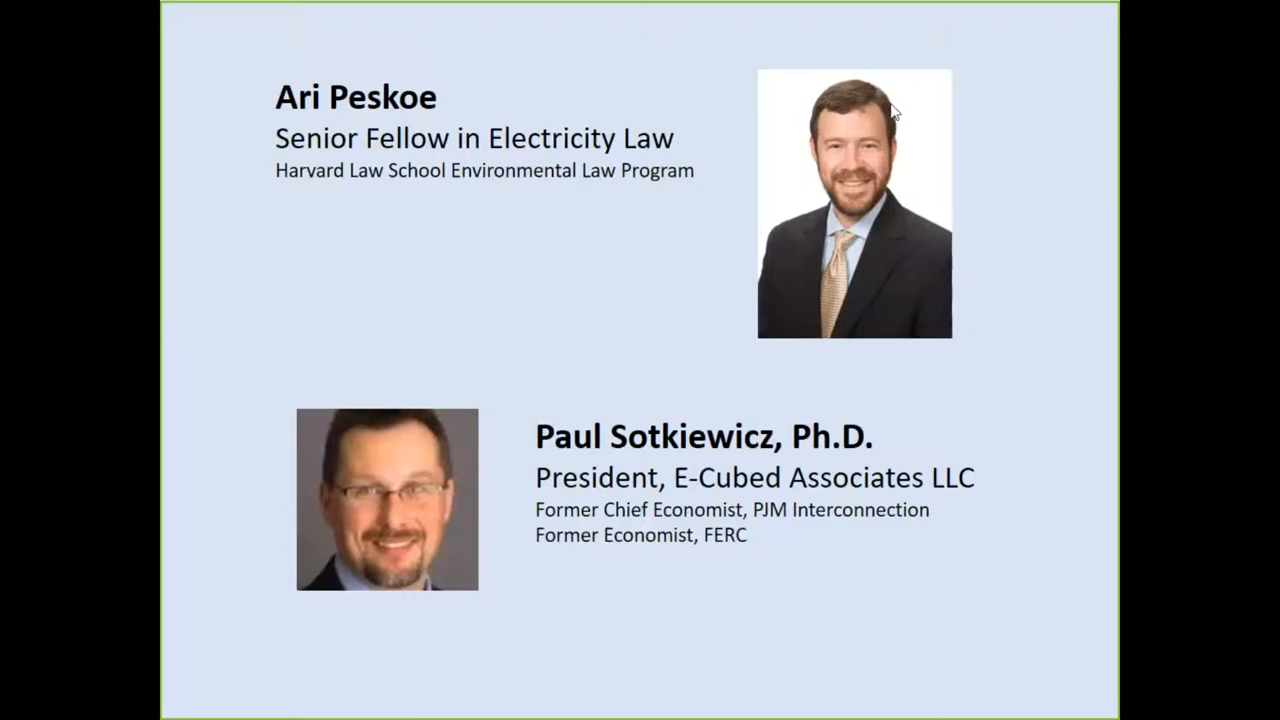 Ari Peskoe
Senior Fellow in Electricity Law
Harvard Law School Environmental Law Program
Paul Sotkiewicz, Ph.D.
President, E-Cubed Associates LLC
Former Chief Economist, PJM Interconnection
Former Economist, FERC